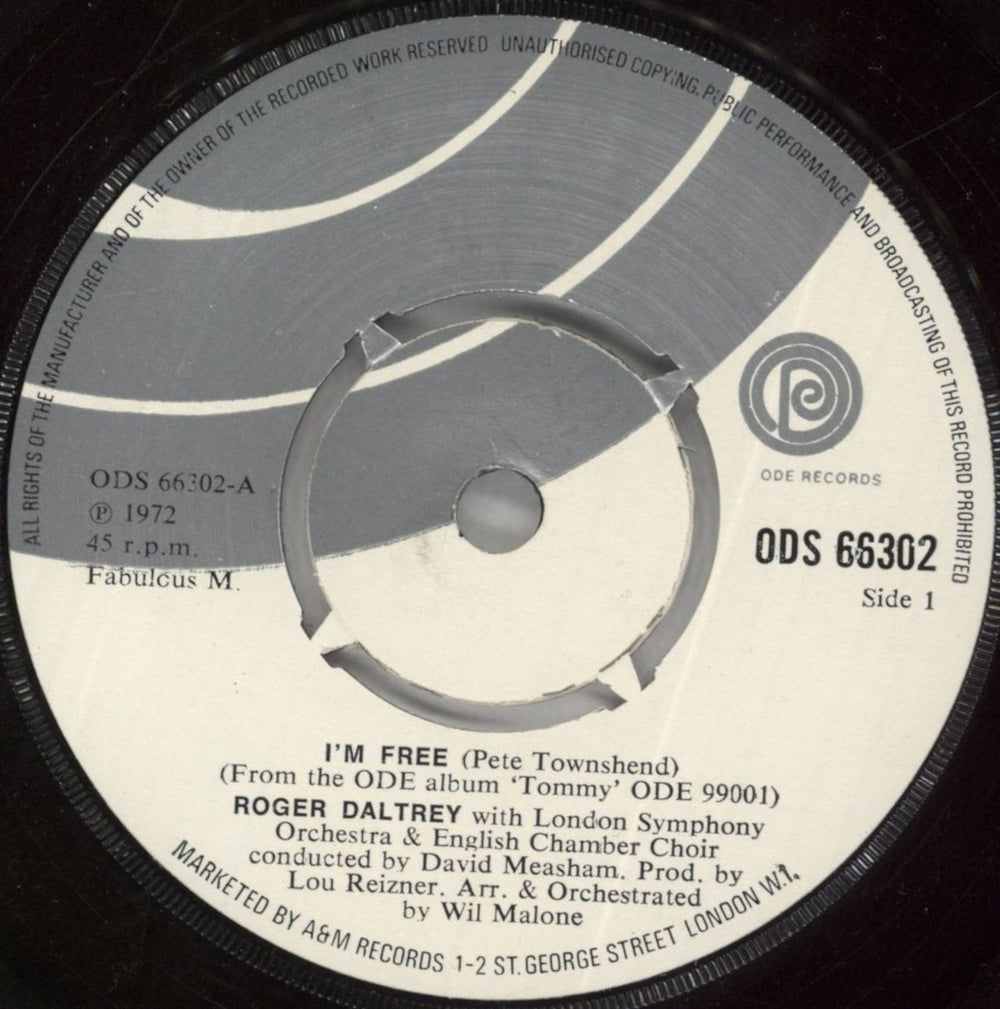 ALL RIGHTS OF THE MANUFACTURER AND OF THE OWNER OF THE RECORDED WORK RESERVED UNAUTHORISED COPYING, PUBLIC PERFORMANCE AND BROADCASTING OF THIS RECORD PROHIBITED
ODE RECORDS
ODS 66302-A
Ⓟ 1972
45 r.p.m.
Fabulous M.
ODS 66302
Side 1
I'M FREE (Pete Townshend)
(From the ODE album 'Tommy' ODE 99001)
ROGER DALTREY with London Symphony
Orchestra & English Chamber Choir
conducted by David Measham. Prod. by
Lou Reizner. Arr. & Orchestrated
by Wil Malone
MARKETED BY A&M RECORDS 1-2 ST. GEORGE STREET LONDON W.1.